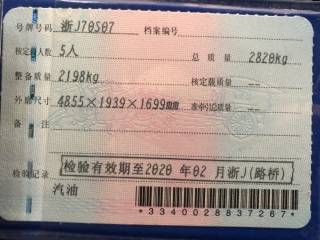 号牌号码 浙J70S07 档案编号
核定载人数 5人 总质量 2820kg
整备质量 2198kg 核定载质量 --
外廓尺寸 4855×1939×1699mm 准牵引总质量 --
备注
检验记录 检验有效期至2020年02月浙J(路桥)
汽油
*3340028837267*